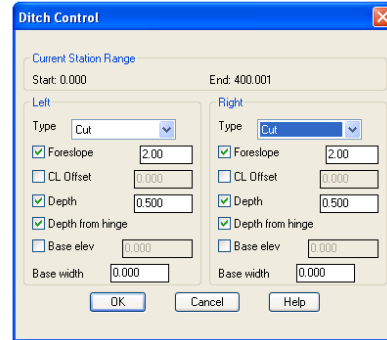 Ditch Control
Current Station Range
Start: 0.000 End: 400.001
Left Right
Type Cut Type Cut
Foreslope 2.00 Foreslope 2.00
CL Offset 0.000 CL Offset 0.000
Depth 0.500 Depth 0.500
Depth from hinge Depth from hinge
Base elev 0.000 Base elev 0.000
Base width 0.000 Base width 0.000
OK Cancel Help